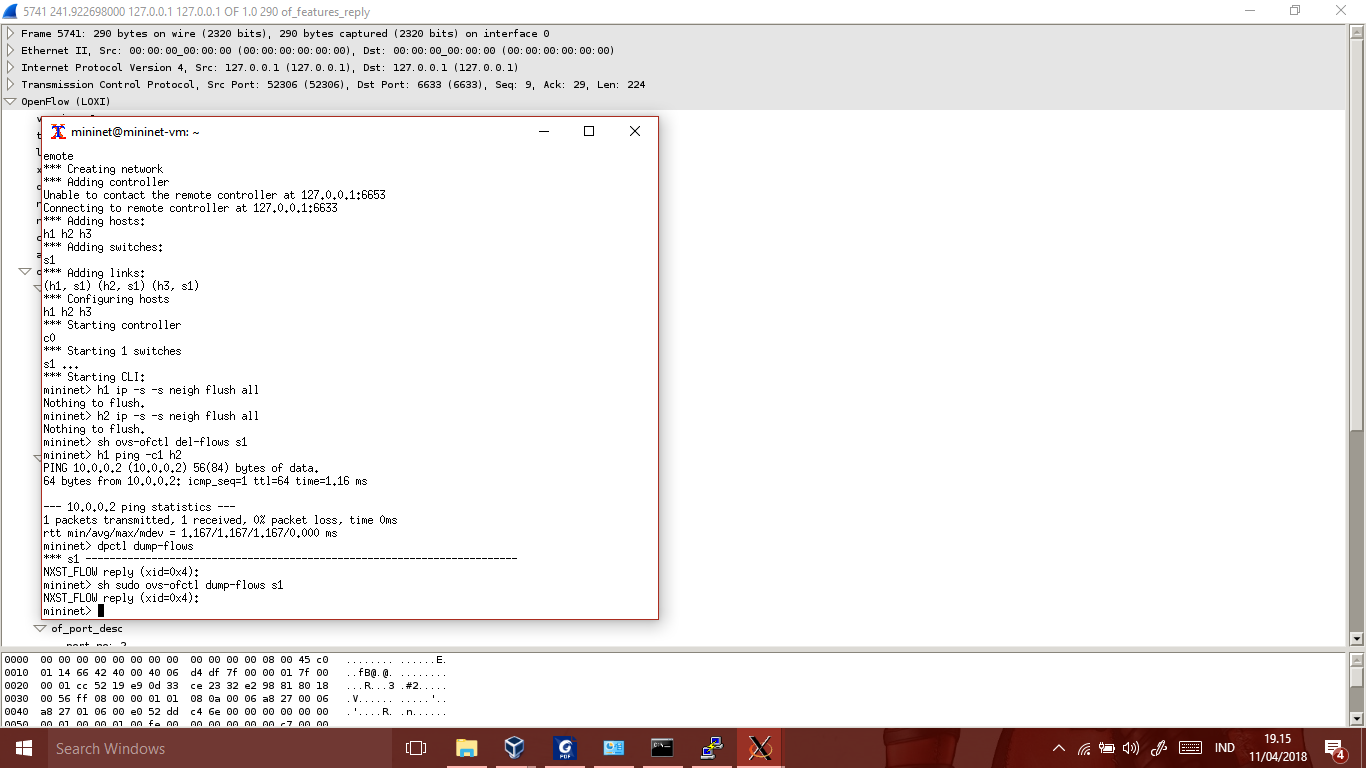 5741 241.922698000 127.0.0.1 127.0.0.1 OF 1.0 290 of_features_reply
Frame 5741: 290 bytes on wire (2320 bits), 290 bytes captured (2320 bits) on interface 0
Ethernet II, Src: 00:00:00_00:00:00 (00:00:00:00:00:00), Dst: 00:00:00_00:00:00 (00:00:00:00:00:00)
Internet Protocol Version 4, Src: 127.0.0.1 (127.0.0.1), Dst: 127.0.0.1 (127.0.0.1)
Transmission Control Protocol, Src Port: 52306 (52306), Dst Port: 6633 (6633), Seq: 9, Ack: 29, Len: 224
OpenFlow (LOXI)
mininet@mininet-vm: ~
emote
*** Creating network
*** Adding controller
Unable to contact the remote controller at 127.0.0.1:6653
Connecting to remote controller at 127.0.0.1:6633
*** Adding hosts:
h1 h2 h3
*** Adding switches:
s1
*** Adding links:
(h1, s1) (h2, s1) (h3, s1)
*** Configuring hosts
h1 h2 h3
*** Starting controller
c0
*** Starting 1 switches
s1 ...
*** Starting CLI:
mininet> h1 ip -s -s neigh flush all
Nothing to flush.
mininet> h2 ip -s -s neigh flush all
Nothing to flush.
mininet> sh ovs-ofctl del-flows s1
mininet> h1 ping -c1 h2
PING 10.0.0.2 (10.0.0.2) 56(84) bytes of data.
64 bytes from 10.0.0.2: icmp_seq=1 ttl=64 time=1.16 ms
--- 10.0.0.2 ping statistics ---
1 packets transmitted, 1 received, 0% packet loss, time 0ms
rtt min/avg/max/mdev = 1.167/1.167/1.167/0.000 ms
mininet> dpctl dump-flows
*** s1 ------------------------------------------------------------------------
NXST_FLOW reply (xid=0x4):
mininet> sh sudo ovs-ofctl dump-flows s1
NXST_FLOW reply (xid=0x4):
mininet>
of_port_desc
0000 00 00 00 00 00 00 00 00 00 00 00 00 08 00 45 c0 ........ ......E.
0010 01 14 66 42 40 00 40 06 d4 df 7f 00 00 01 7f 00 ..fB@.@. ........
0020 00 01 cc 52 19 e9 0d 33 ce 23 32 e2 98 81 80 18 ...R...3 .#2.....
0030 00 56 ff 08 00 00 01 01 08 0a 00 06 a8 27 00 06 .V...... .....'..
0040 a8 27 01 06 00 e0 52 dd c4 6e 00 00 00 00 00 00 .'....R. .n......
0050 00 01 00 00 01 00 fe 00 00 00 00 00 00 c7 00 00
Search Windows
IND
19.15
11/04/2018
4